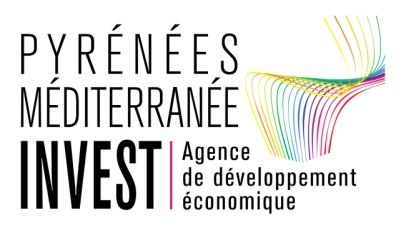 PYRÉNÉES
MÉDITERRANÉE
INVEST
Agence
de développement
économique